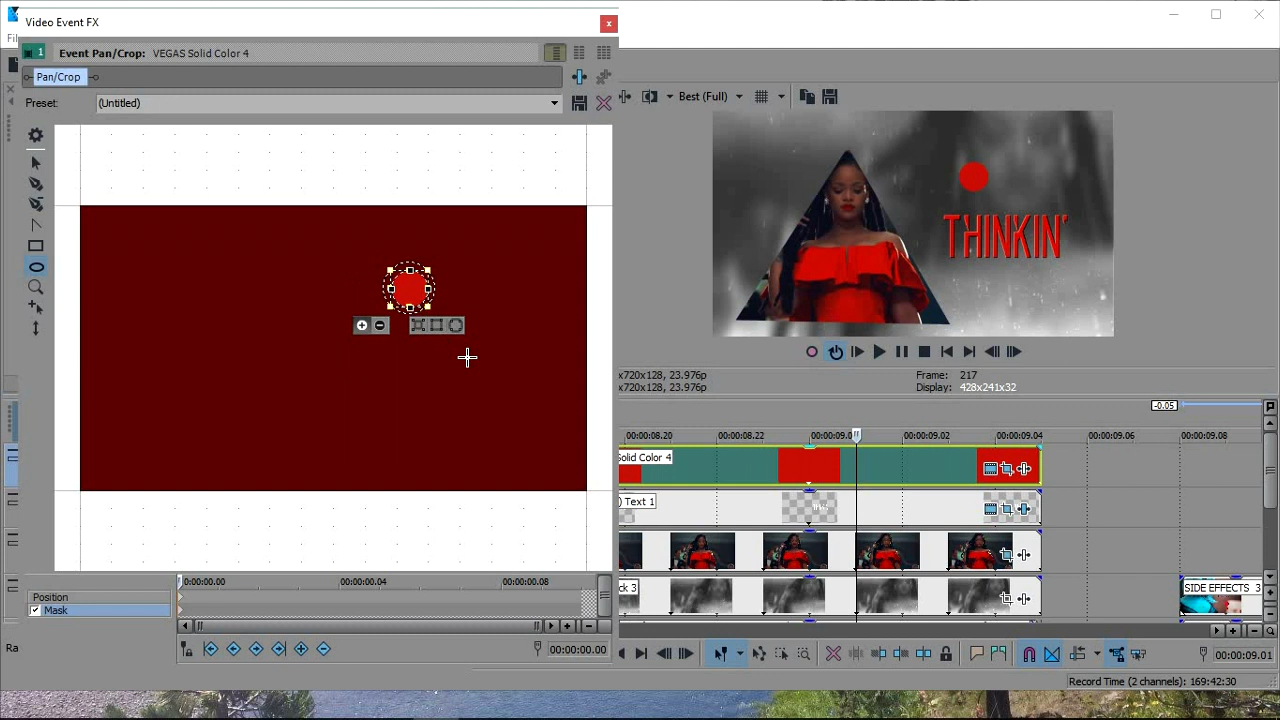 Video Event FX
x
Fi
1
Event Pan/Crop: VEGAS Solid Color 4
Pan/Crop
Preset:
(Untitled)
Best (Full)
THINKIN'
x720x128, 23.976p
x720x128, 23.976p
Frame: 217
Display: 428x241x32
-0.05
00:00:08.20
00:00:08.22
00:00:09.0
00:00:09.02
00:00:09.04
00:00:09.06
00:00:09.08
Solid Color 4
) Text 1
ck 3
SIDE EFFECTS 3
00:00:00.00
00:00:00.04
00:00:00.08
Position
Mask
Ra
00:00:00.00
00:00:09.01
Record Time (2 channels): 169:42:30